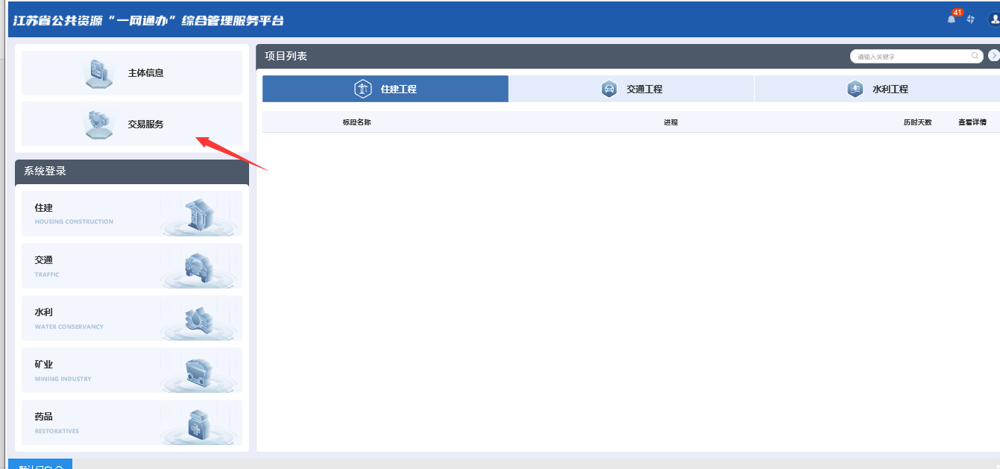 江苏省公共资源“一网通办”综合管理服务平台
41
主体信息
交易服务
系统登录
住建
HOUSING CONSTRUCTION
交通
TRAFFIC
水利
WATER CONSERVANCY
矿业
MINING INDUSTRY
药品
RESTORATIVES
项目列表
请输入关键字
住建工程
交通工程
水利工程
标段名称
进程
历时天数
查看详情